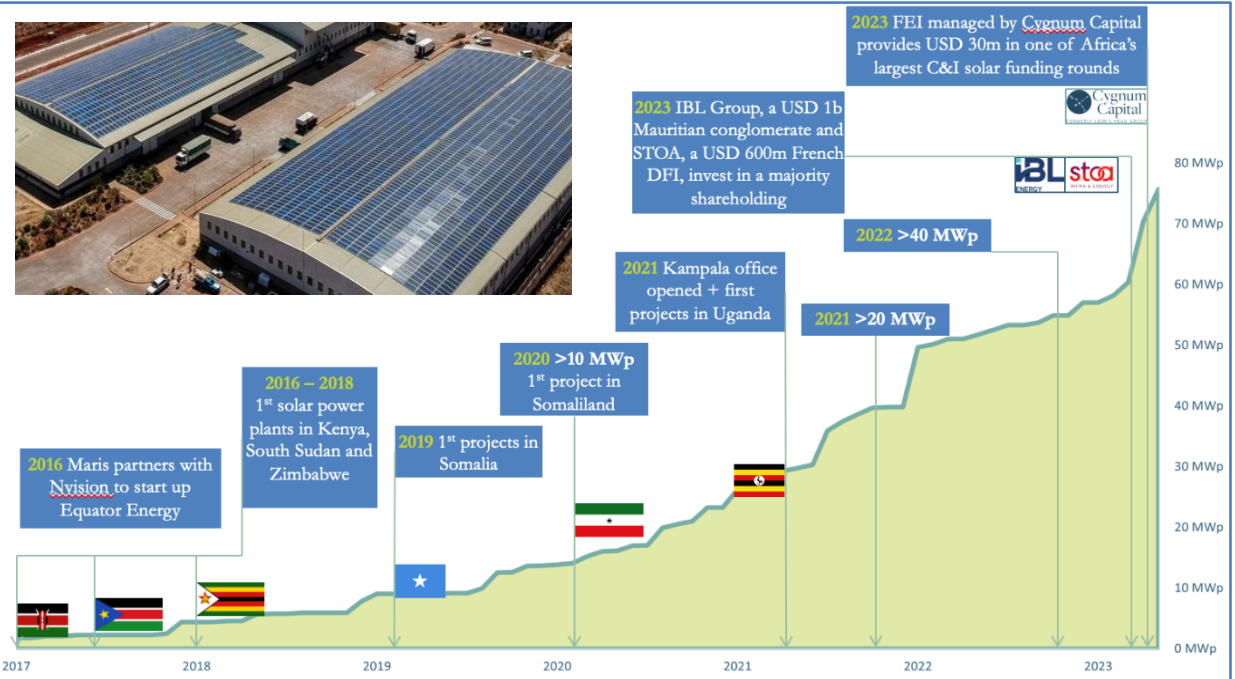 2023 FEI managed by Cygnum Capital
provides USD 30m in one of Africa's
largest C&I solar funding rounds
Cygnum
Capital
FORMERLY LION'S HEAD GROUP
2023 IBL Group, a USD 1b
Mauritian conglomerate and
STOA, a USD 600m French
DFI, invest in a majority
shareholding
iBL
ENERGY
stoa
INFRA & ENERGY
2022 >40 MWp
2021 Kampala office
opened + first
projects in Uganda
2021 >20 MWp
2020 >10 MWp
1st project in
Somaliland
2016 – 2018
1st solar power
plants in Kenya,
South Sudan and
Zimbabwe
2019 1st projects in
Somalia
2016 Maris partners with
Nvision to start up
Equator Energy
80 MWp
70 MWp
60 MWp
50 MWp
40 MWp
30 MWp
20 MWp
10 MWp
0 MWp
2017
2018
2019
2020
2021
2022
2023